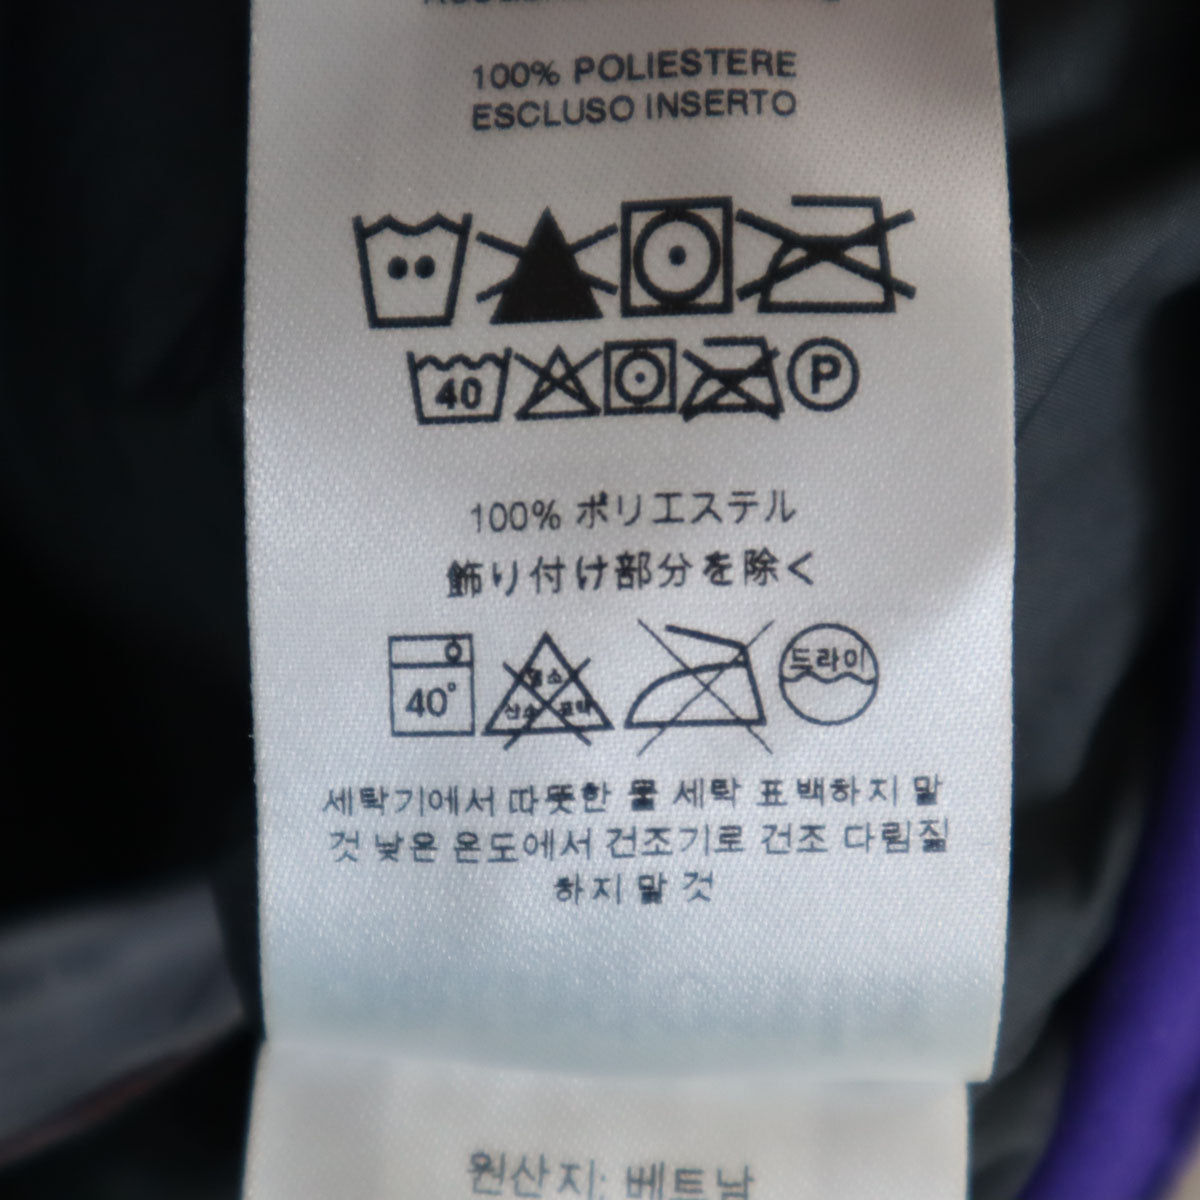 100% POLIESTERE
ESCLUSO INSERTO
40
P
100% ポリエステル
飾り付け部分を除く
40°
드라이
세탁기에서 따뜻한 물 세탁 표백하지 말
것 낮은 온도에서 건조기로 건조 다림질
하지 말 것
원산지: 베트남